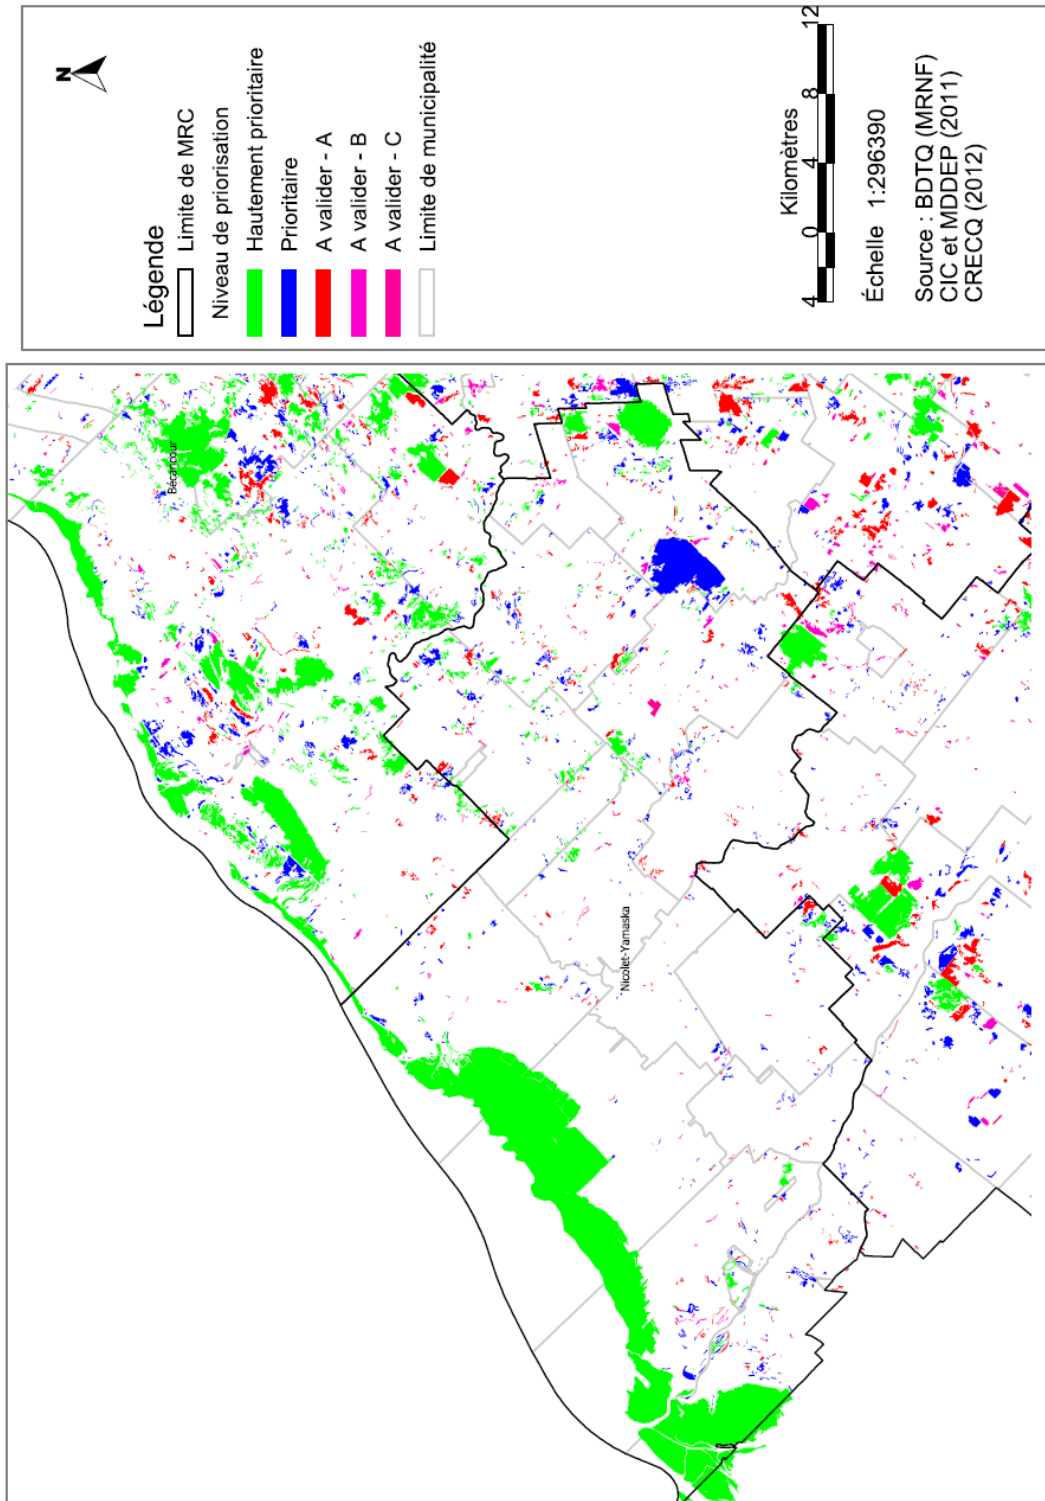 N
Légende
Limite de MRC
Niveau de priorisation
Hautement prioritaire
Prioritaire
A valider - A
A valider - B
A valider - C
Limite de municipalité
Kilomètres
4 0 4 8 12
Échelle 1:296390
Source : BDTQ (MRNF)
CIC et MDDEP (2011)
CRECQ (2012)
Bécancour
Nicolet-Yamaska